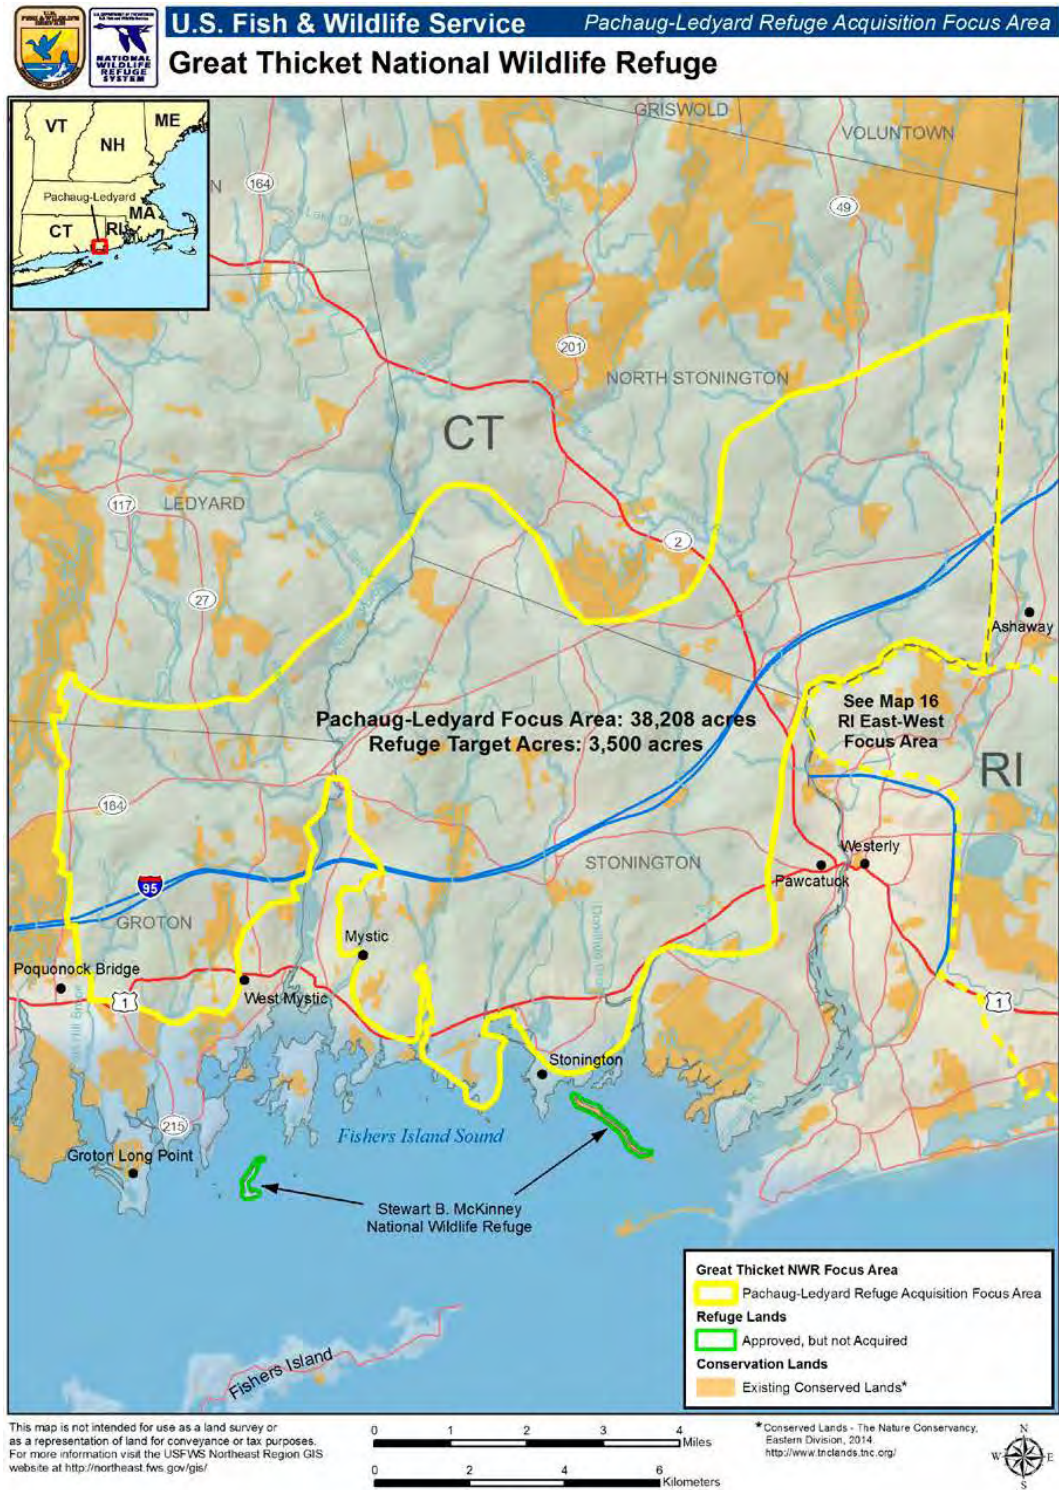 U.S.
FISH & WILDLIFE
SERVICE
NATIONAL
WILDLIFE
REFUGE
SYSTEM
U.S. Fish & Wildlife Service
Pachaug-Ledyard Refuge Acquisition Focus Area
Great Thicket National Wildlife Refuge
VT
NH
ME
Pachaug-Ledyard
MA
CT
RI
N
164
GRISWOLD
VOLUNTOWN
49
201
NORTH STONINGTON
CT
117
LEDYARD
27
2
Ashaway
Pachaug-Ledyard Focus Area: 38,208 acres
Refuge Target Acres: 3,500 acres
See Map 16
RI East-West
Focus Area
RI
184
95
GROTON
STONINGTON
Westerly
Pawcatuck
Mystic
Poquonock Bridge
West Mystic
1
1
Stonington
215
Fishers Island Sound
Groton Long Point
Stewart B. McKinney
National Wildlife Refuge
Fishers Island
Great Thicket NWR Focus Area
Pachaug-Ledyard Refuge Acquisition Focus Area
Refuge Lands
Approved, but not Acquired
Conservation Lands
Existing Conserved Lands*
This map is not intended for use as a land survey or
as a representation of land for conveyance or tax purposes.
For more information visit the USFWS Northeast Region GIS
website at http://northeast.fws.gov/gis/
0 1 2 3 4
Miles
0 2 4 6
Kilometers
*Conserved Lands - The Nature Conservancy,
Eastern Division, 2014.
http://www.tnclands.tnc.org/
N
W E
S